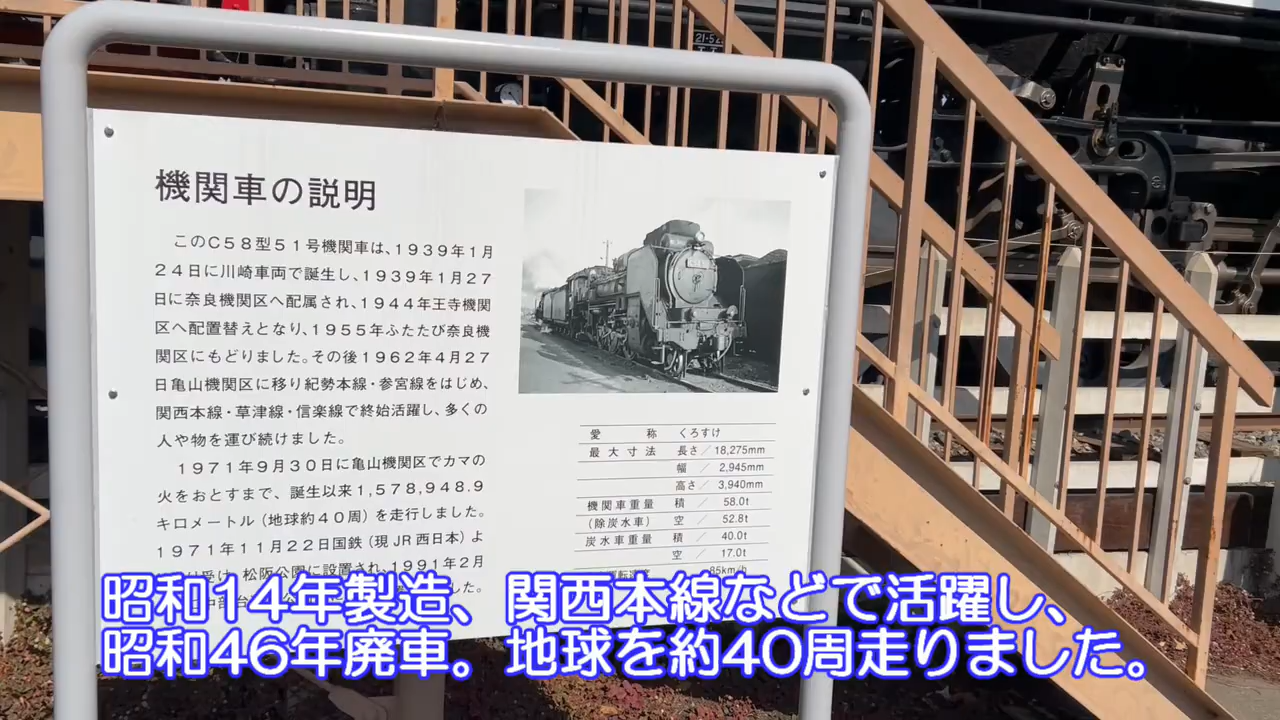 機関車の説明
このC58型51号機関車は、1939年1月
24日に川崎車両で誕生し、1939年1月27
日に奈良機関区へ配属され、1944年王寺機関
区へ配置替えとなり、1955年ふたたび奈良機
関区にもどりました。その後1962年4月27
日亀山機関区に移り紀勢本線・参宮線をはじめ、
関西本線・草津線・信楽線で終始活躍し、多くの
人や物を運び続けました。
1971年9月30日に亀山機関区でカマの
火をおとすまで、誕生以来1,578,948.9
キロメートル(地球約40周)を走行しました。
1971年11月22日国鉄(現JR西日本)よ
受け、松阪公園に設置され、1991年2月
した。
愛称 くろすけ
最大寸法 長さ/18,275mm
幅/2,945mm
高さ/3,940mm
機関車重量 積/58.0t
(除炭水車) 空/52.8t
炭水車重量 積/40.0t
空/17.0t
85km/h
昭和14年製造、関西本線などで活躍し、
昭和46年廃車。地球を約40周走りました。